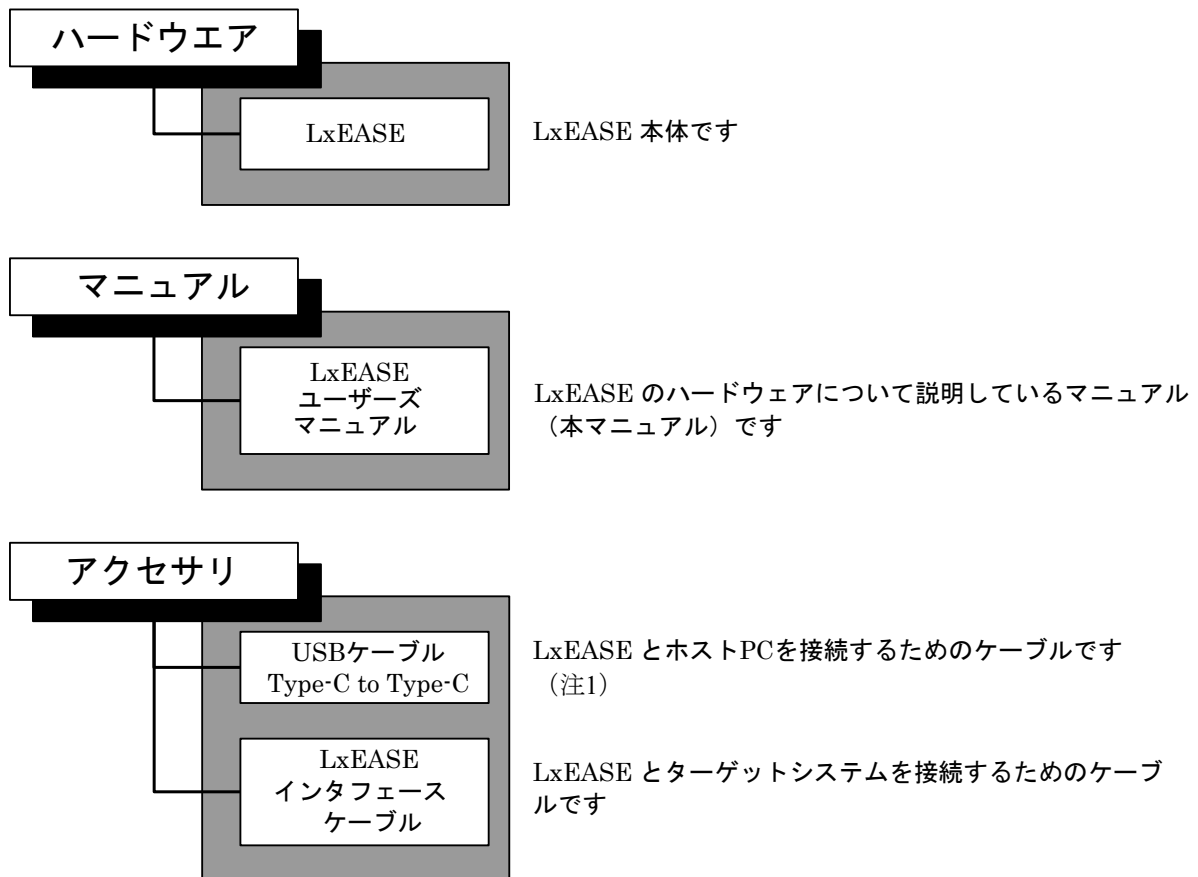 ハードウエア
LxEASE
LxEASE 本体です
マニュアル
LxEASE
ユーザーズ
マニュアル
LxEASE のハードウェアについて説明しているマニュアル
（本マニュアル）です
アクセサリ
USBケーブル
Type-C to Type-C
LxEASE とホストPCを接続するためのケーブルです
（注1）
LxEASE
インタフェース
ケーブル
LxEASE とターゲットシステムを接続するためのケーブ
ルです